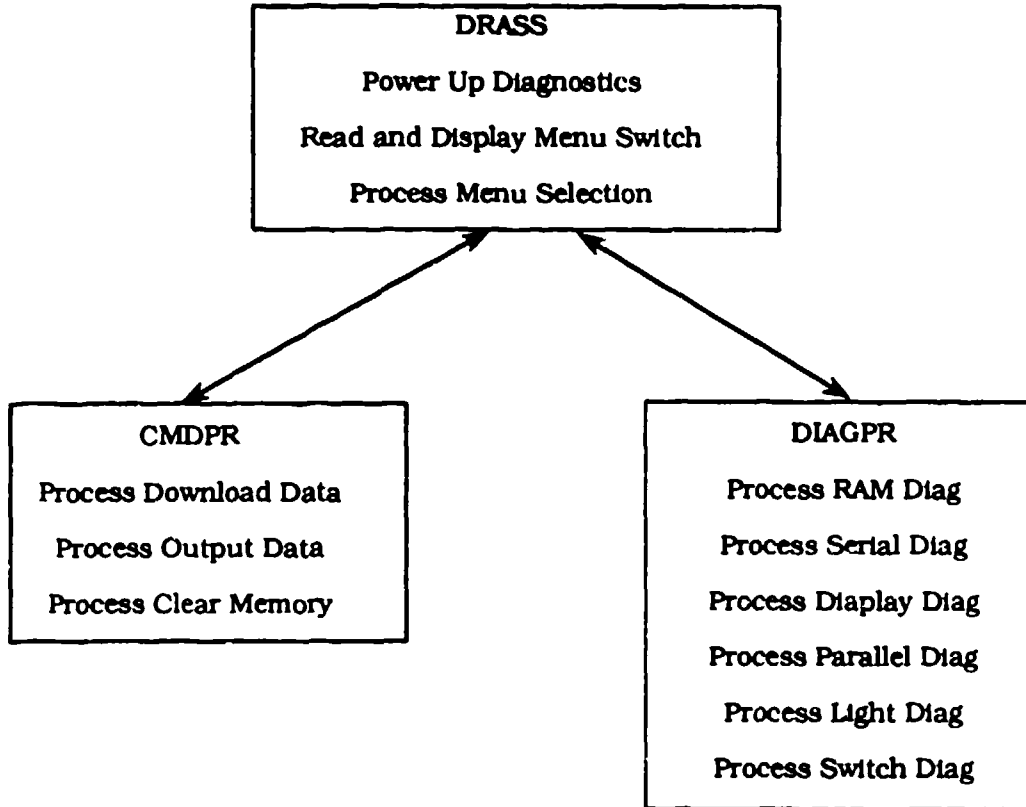 DRASS
Power Up Diagnostics
Read and Display Menu Switch
Process Menu Selection
CMDPR
Process Download Data
Process Output Data
Process Clear Memory
DIAGPR
Process RAM Diag
Process Serial Diag
Process Diaplay Diag
Process Parallel Diag
Process Light Diag
Process Switch Diag